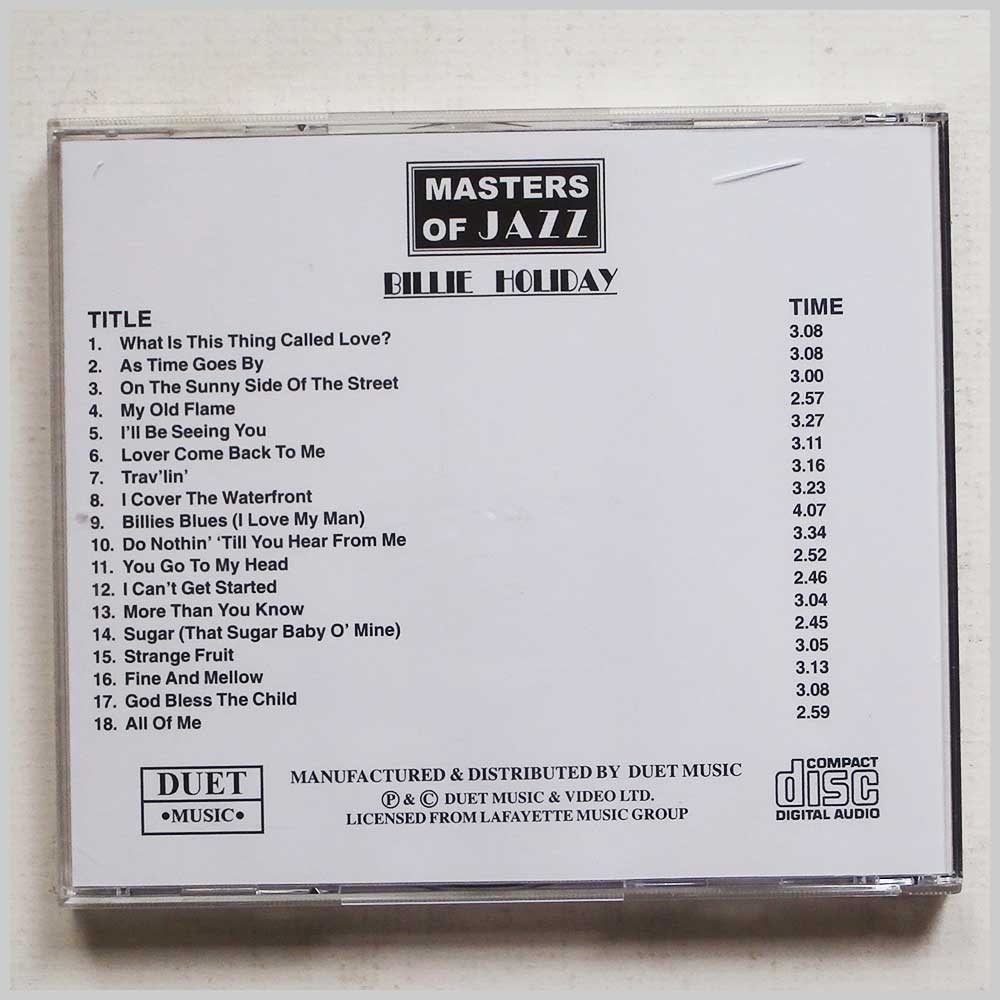 MASTERS
OF JAZZ
BILLIE HOLIDAY
TITLE TIME
1. What Is This Thing Called Love? 3.08
2. As Time Goes By 3.08
3. On The Sunny Side Of The Street 3.00
4. My Old Flame 2.57
5. I'll Be Seeing You 3.27
6. Lover Come Back To Me 3.11
7. Trav'lin' 3.16
8. I Cover The Waterfront 3.23
9. Billies Blues (I Love My Man) 4.07
10. Do Nothin' 'Till You Hear From Me 3.34
11. You Go To My Head 2.52
12. I Can't Get Started 2.46
13. More Than You Know 3.04
14. Sugar (That Sugar Baby O' Mine) 2.45
15. Strange Fruit 3.05
16. Fine And Mellow 3.13
17. God Bless The Child 3.08
18. All Of Me 2.59
DUET
•MUSIC•
MANUFACTURED & DISTRIBUTED BY DUET MUSIC
℗ & © DUET MUSIC & VIDEO LTD.
LICENSED FROM LAFAYETTE MUSIC GROUP
COMPACT
disc
DIGITAL AUDIO